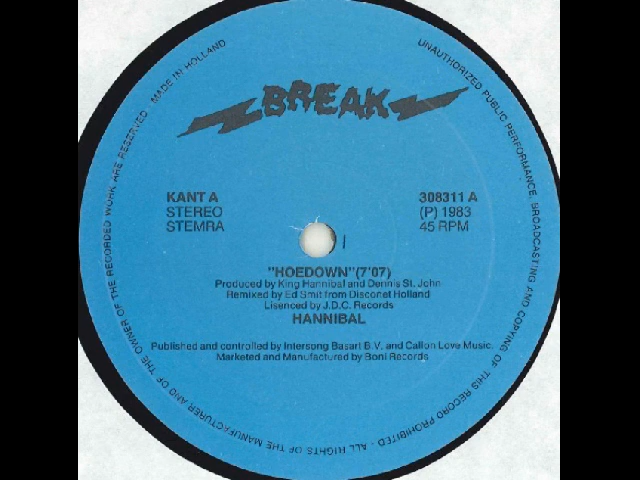 BREAK
KANT A
STEREO
STEMRA
308311 A
(P) 1983
45 RPM
"HOEDOWN"(7'07)
Produced by King Hannibal and Dennis St. John
Remixed by Ed Smit from Disconet Holland
Lisenced by J.D.C. Records
HANNIBAL
Published and controlled by Intersong Basart B.V. and Callon Love Music.
Marketed and Manufactured by Boni Records
UNAUTHORIZED PUBLIC PERFORMANCE, BROADCASTING AND COPYING OF THIS RECORD PROHIBITED - ALL RIGHTS OF THE MANUFACTURER AND OF THE OWNER OF THE RECORDED WORK ARE RESERVED - MADE IN HOLLAND